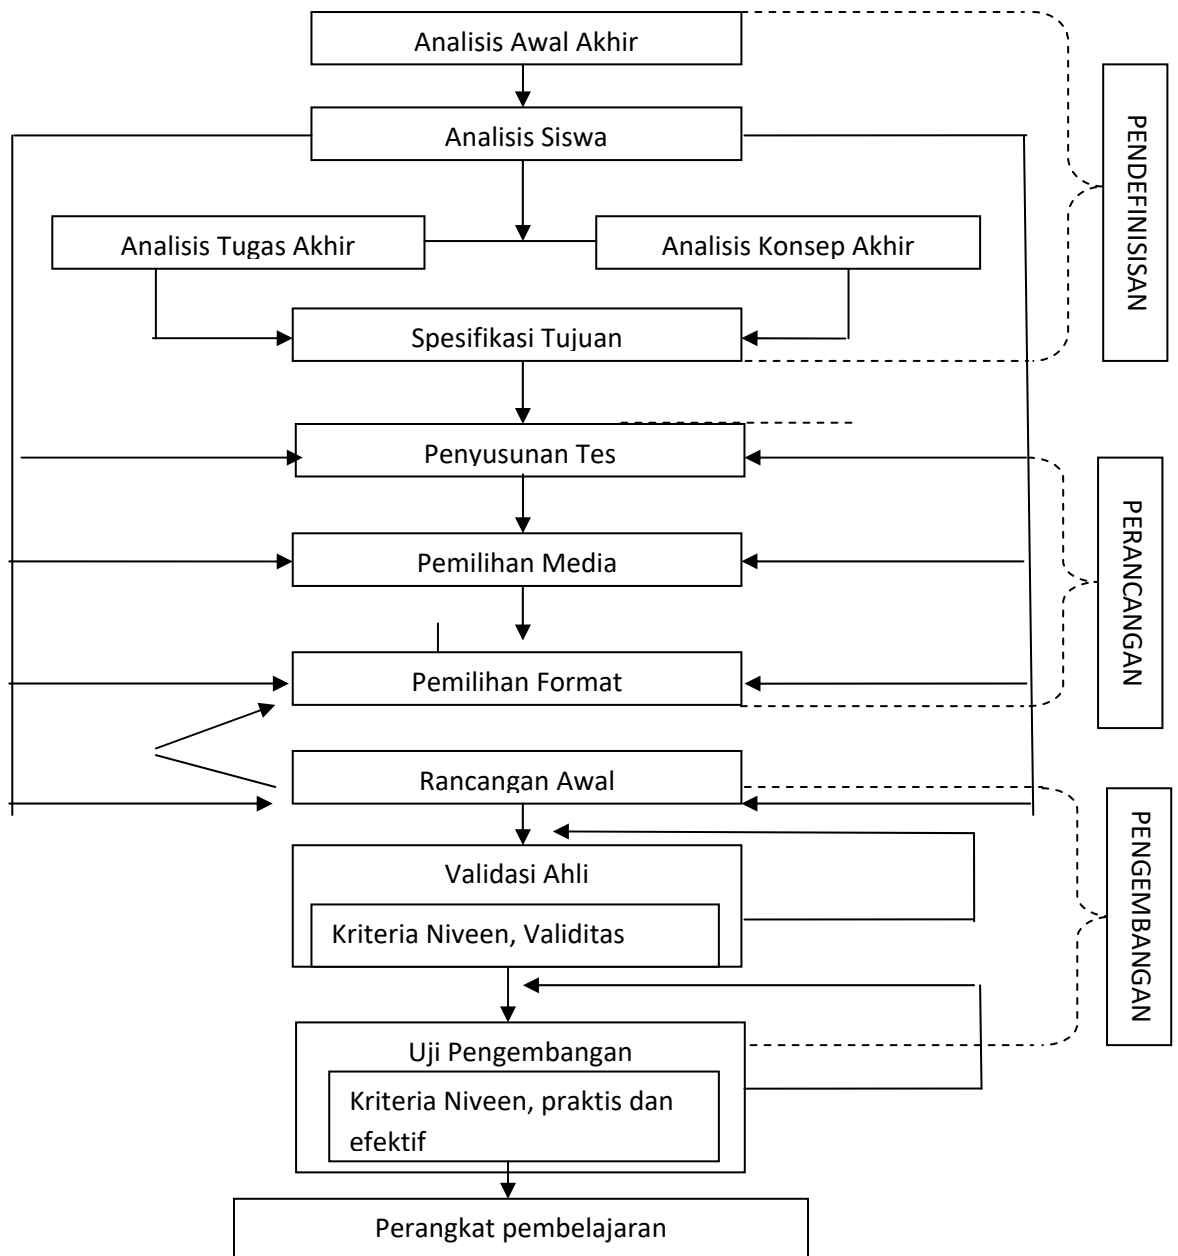 Analisis Awal Akhir
Analisis Siswa
PENDEFINISISAN
Analisis Tugas Akhir
Analisis Konsep Akhir
Spesifikasi Tujuan
Penyusunan Tes
PERANCANGAN
Pemilihan Media
Pemilihan Format
Rancangan Awal
PENGEMBANGAN
Validasi Ahli
Kriteria Niveen, Validitas
Uji Pengembangan
Kriteria Niveen, praktis dan
efektif
Perangkat pembelajaran